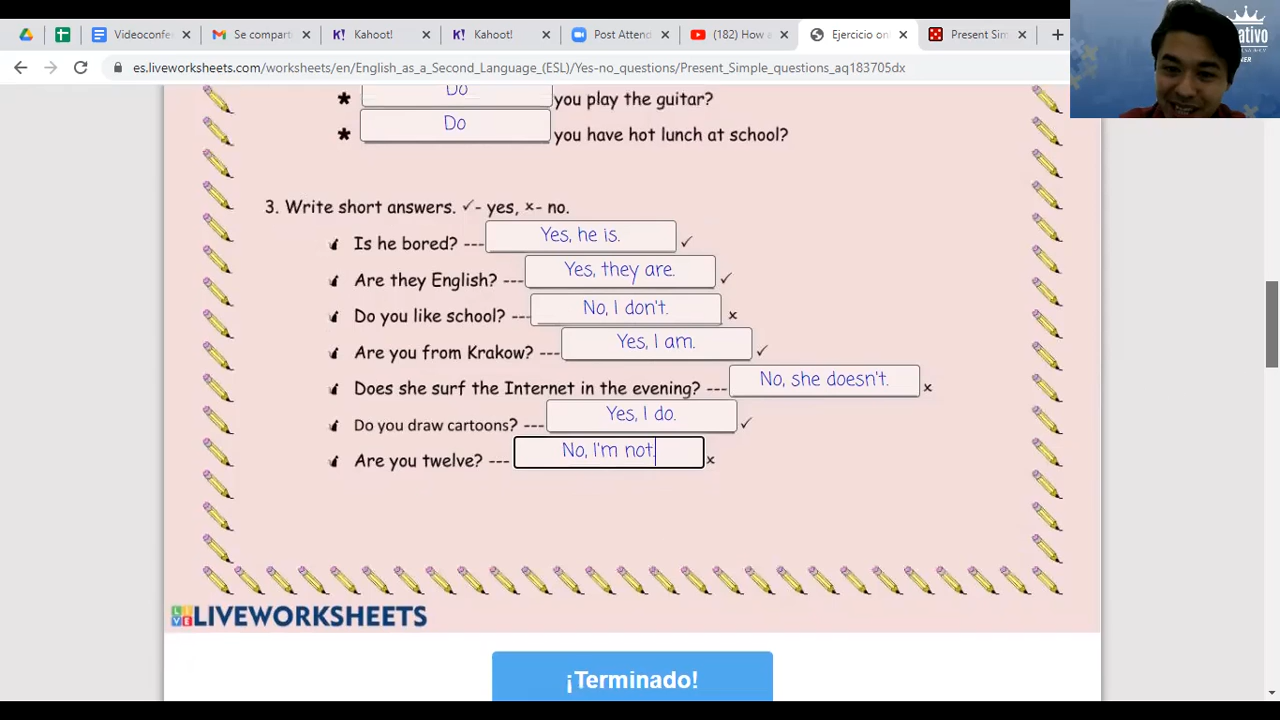 Videoconfe
Se compart
Kahoot!
Kahoot!
Post Attend
(182) How
Ejercicio on
Present Sim
ativo
NER
es.liveworksheets.com/worksheets/en/English_as_a_Second_Language_(ESL)/Yes-no_questions/Present_Simple_questions_aq183705dx
* Do you play the guitar?
* Do you have hot lunch at school?
3. Write short answers. ✓- yes, ×- no.
Is he bored? --- Yes, he is. ✓
Are they English? --- Yes, they are. ✓
Do you like school? --- No, I don't. ×
Are you from Krakow? --- Yes, I am. ✓
Does she surf the Internet in the evening? --- No, she doesn't. ×
Do you draw cartoons? --- Yes, I do. ✓
Are you twelve? --- No, I'm not. ×
LIVE LIVEWORKSHEETS
¡Terminado!